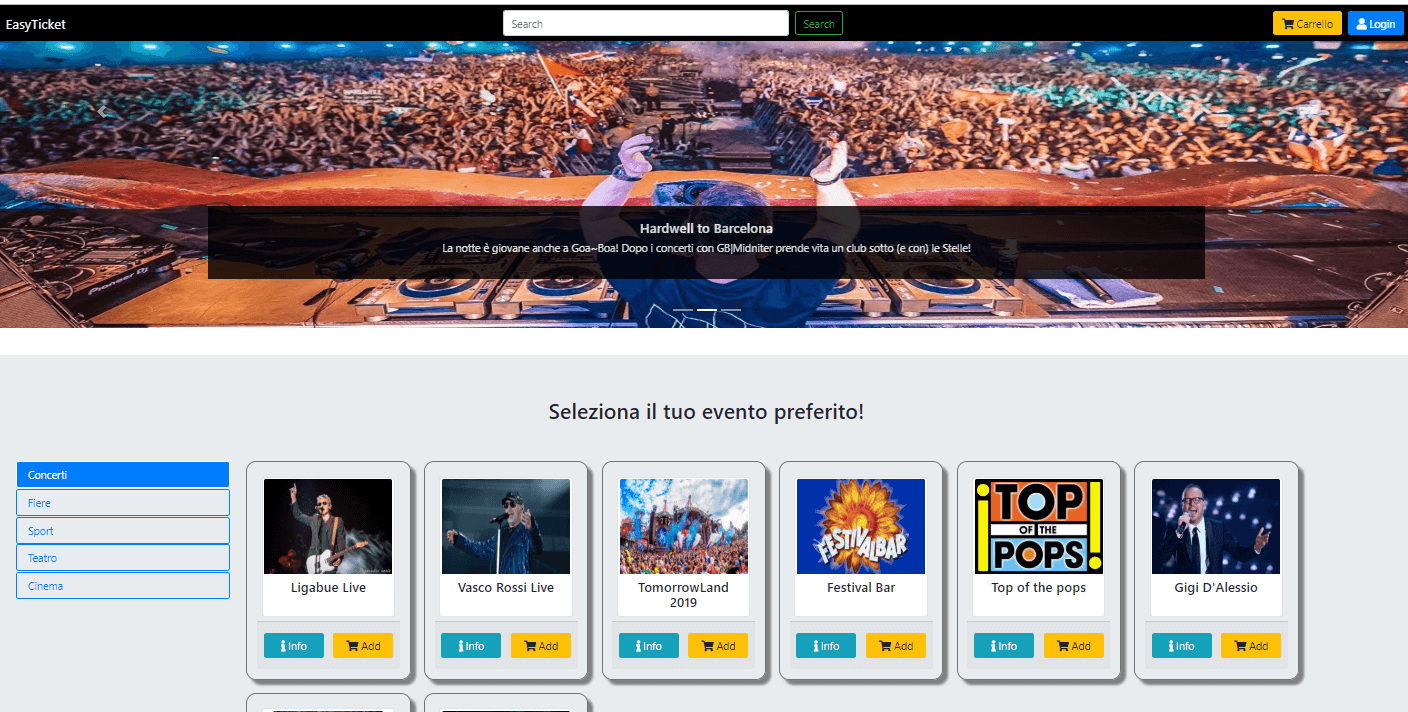 EasyTicket
Search
Search
Carrello
Login
Pioneer Dj
Hardwell to Barcelona
La notte è giovane anche a Goa~Boa! Dopo i concerti con GB|Midniter prende vita un club sotto (e con) le Stelle!
Seleziona il tuo evento preferito!
Concerti
Fiere
Sport
Teatro
Cinema
FESTIVALBAR
TOP
OF THE
POPS!
Ligabue Live
Vasco Rossi Live
TomorrowLand
2019
Festival Bar
Top of the pops
Gigi D'Alessio
Info
Add
Info
Add
Info
Add
Info
Add
Info
Add
Info
Add